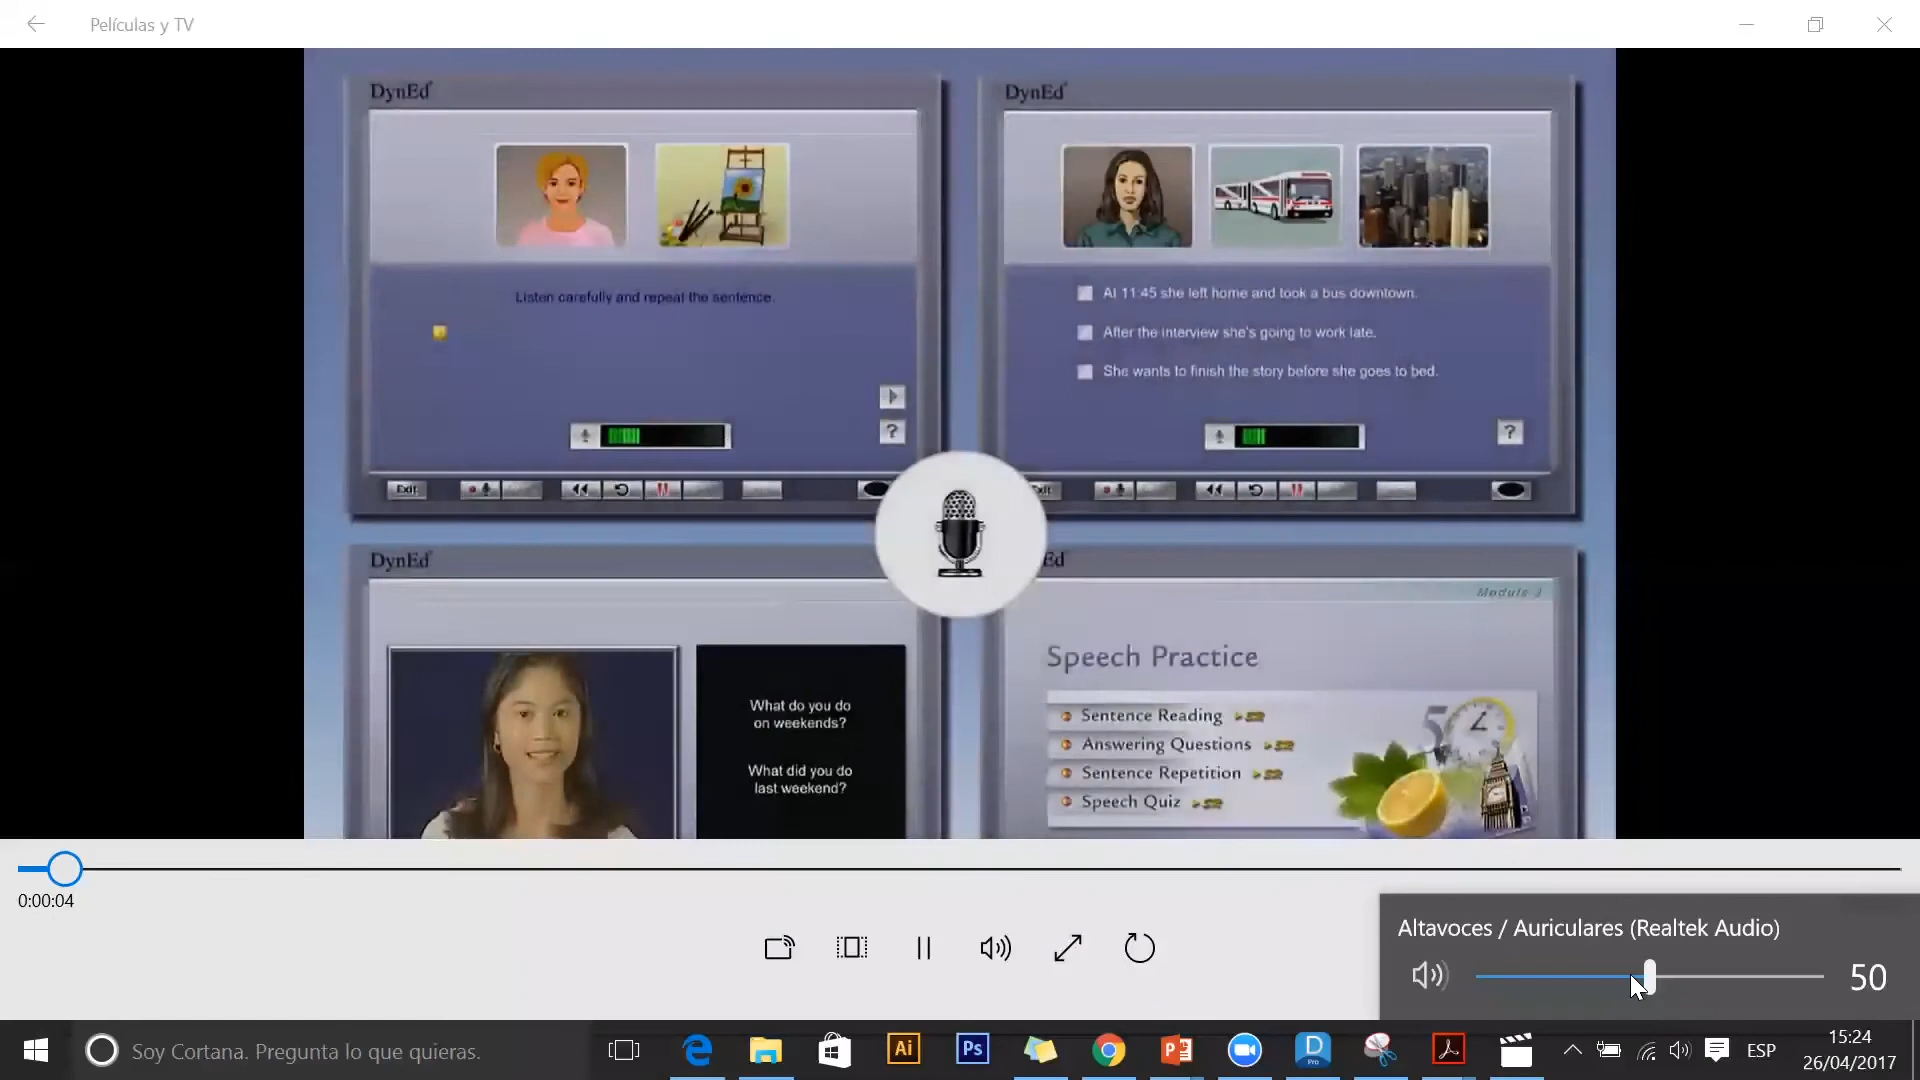 Películas y TV
DynEd
DynEd
Listen carefully and repeat the sentence.
At 11:45 she left home and took a bus downtown.
After the interview she's going to work late.
She wants to finish the story before she goes to bed.
?
?
Exit
DynEd
Ed
Module 3
What do you do
on weekends?
What did you do
last weekend?
Speech Practice
Sentence Reading
Answering Questions
Sentence Repetition
Speech Quiz
0:00:04
Altavoces / Auriculares (Realtek Audio)
50
Soy Cortana. Pregunta lo que quieras.
Ai
Ps
D
Pro
ESP
15:24
26/04/2017